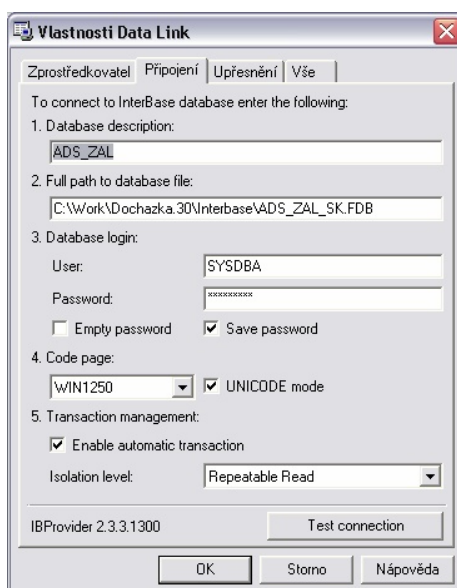 Vlastnosti Data Link
Zprostředkovatel Připojení Upřesnění Vše
To connect to InterBase database enter the following:
1. Database description:
ADS_ZAL
2. Full path to database file:
C:\Work\Dochazka.30\Interbase\ADS_ZAL_SK.FDB
3. Database login:
User: SYSDBA
Password: *********
Empty password Save password
4. Code page:
WIN1250 UNICODE mode
5. Transaction management:
Enable automatic transaction
Isolation level: Repeatable Read
IBProvider 2.3.3.1300 Test connection
OK Storno Nápověda